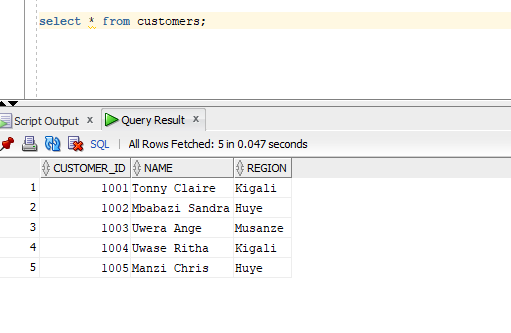 select * from customers;
Script Output x Query Result x
SQL All Rows Fetched: 5 in 0.047 seconds
CUSTOMER_ID NAME REGION
1 1001 Tonny Claire Kigali
2 1002 Mbabazi Sandra Huye
3 1003 Uwera Ange Musanze
4 1004 Uwase Ritha Kigali
5 1005 Manzi Chris Huye